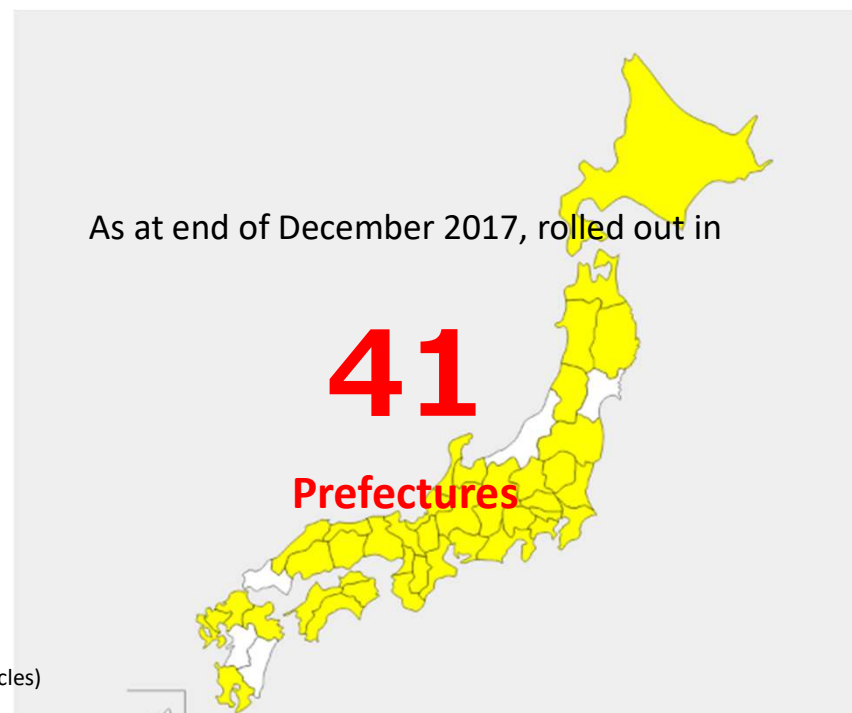 As at end of December 2017, rolled out in
41
Prefectures
cles)